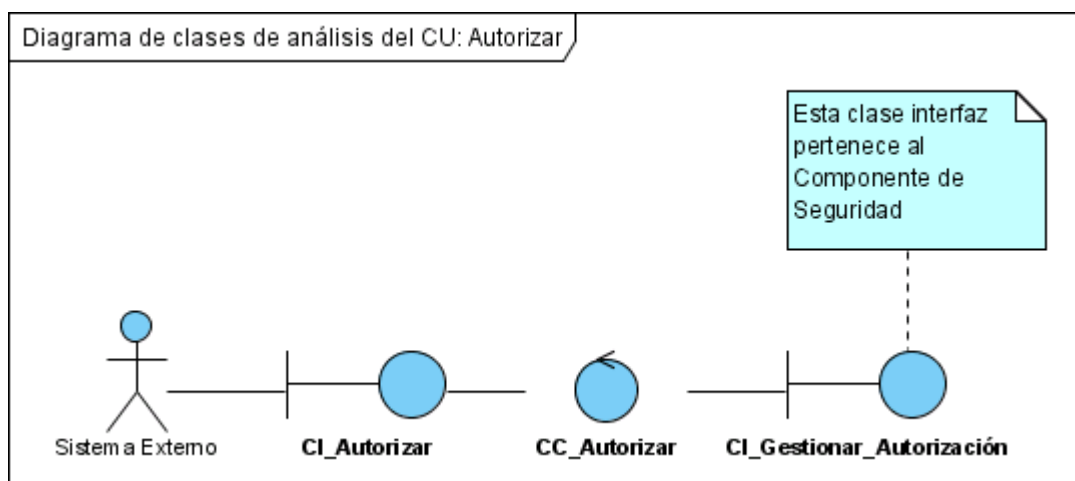 Diagrama de clases de análisis del CU: Autorizar
Esta clase interfaz
pertenece al
Componente de
Seguridad
Sistema Externo
CI_Autorizar
CC_Autorizar
CI_Gestionar_Autorización